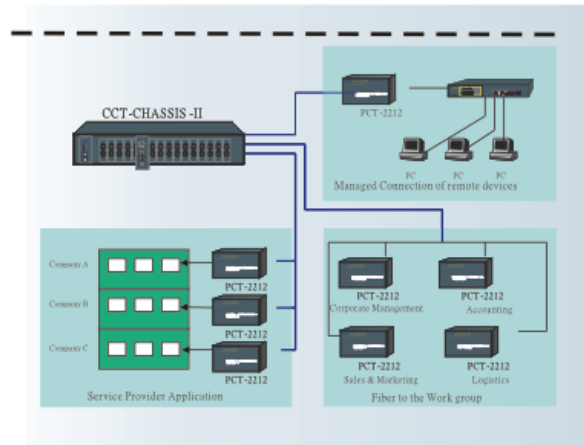 CCT-CHASSIS -II
PCT-2212
PC PC PC
Managed Connection of remote devices
Company A
PCT-2212
Company B
PCT-2212
Company C
PCT-2212
Service Provider Application
PCT-2212 PCT-2212
Corporate Management Accounting
PCT-2212 PCT-2212
Sales & Marketing Logistics
Fiber to the Work group